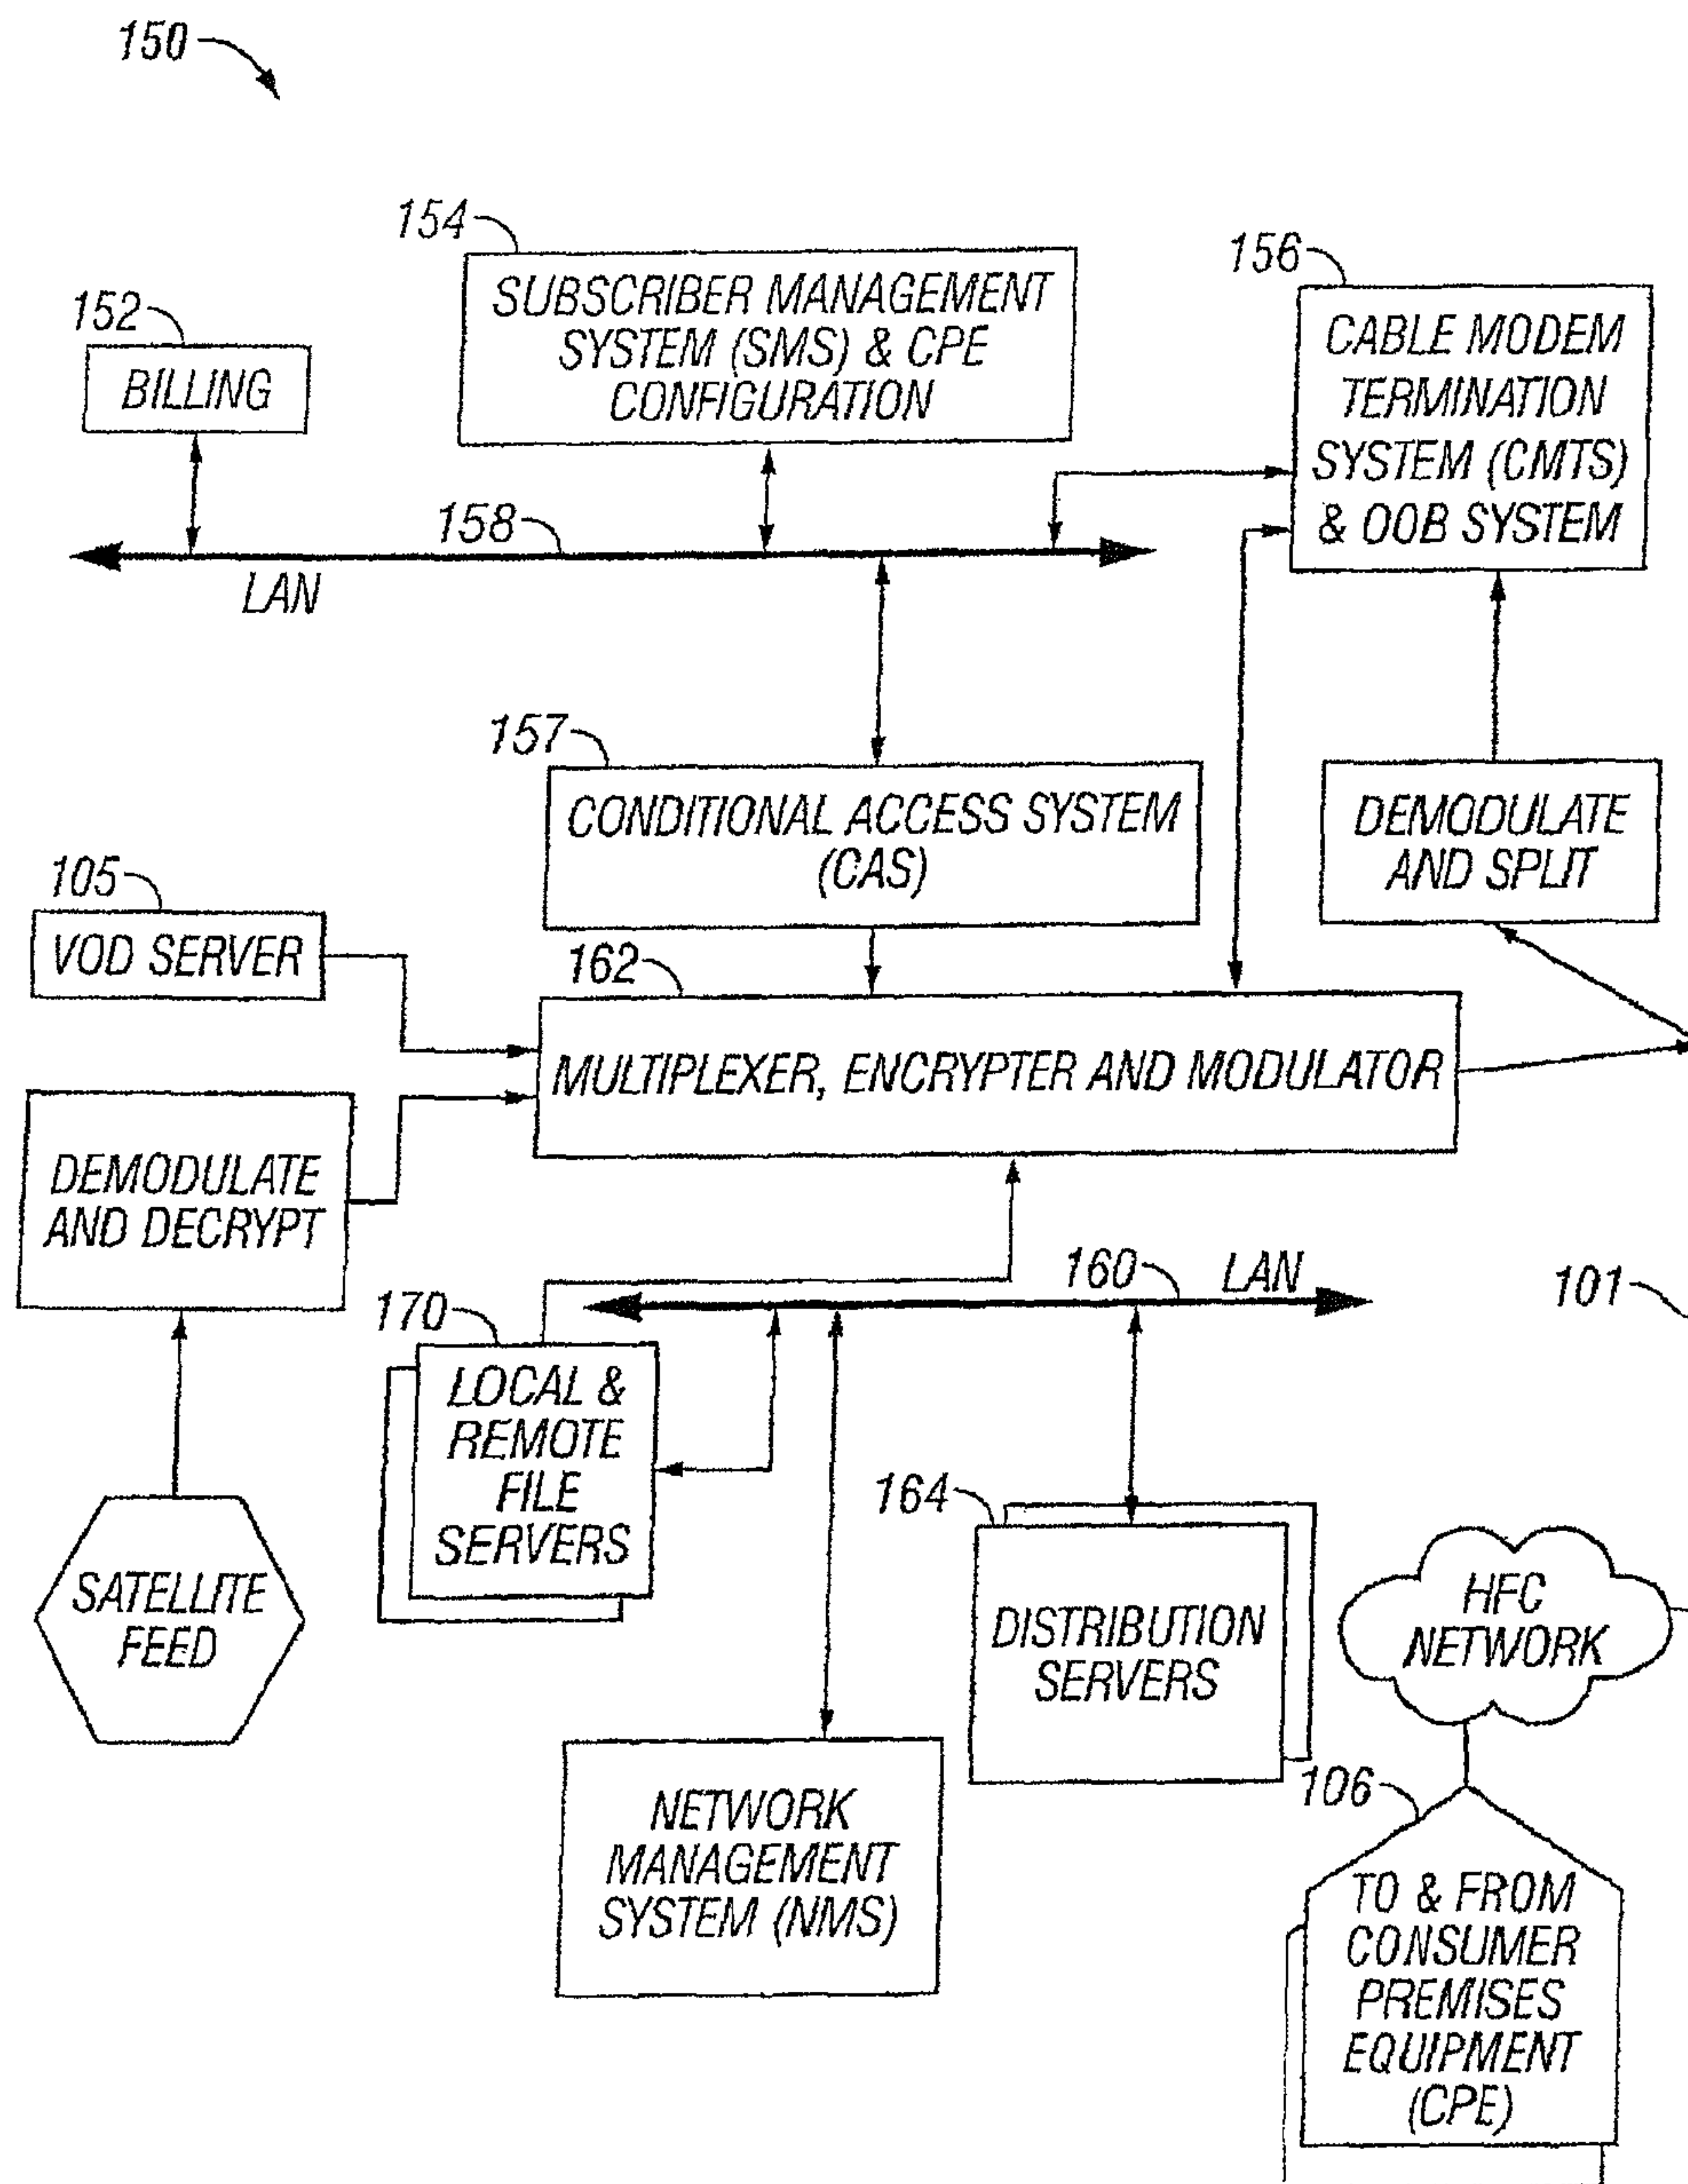 150
154
SUBSCRIBER MANAGEMENT
SYSTEM (SMS) & CPE
CONFIGURATION
156
CABLE MODEM
TERMINATION
SYSTEM (CMTS)
& OOB SYSTEM
152
BILLING
158
LAN
157
CONDITIONAL ACCESS SYSTEM
(CAS)
DEMODULATE
AND SPLIT
105
VOD SERVER
162
MULTIPLEXER, ENCRYPTER AND MODULATOR
DEMODULATE
AND DECRYPT
160
LAN
101
170
LOCAL &
REMOTE
FILE
SERVERS
164
DISTRIBUTION
SERVERS
SATELLITE
FEED
HFC
NETWORK
NETWORK
MANAGEMENT
SYSTEM (NMS)
106
TO & FROM
CONSUMER
PREMISES
EQUIPMENT
(CPE)